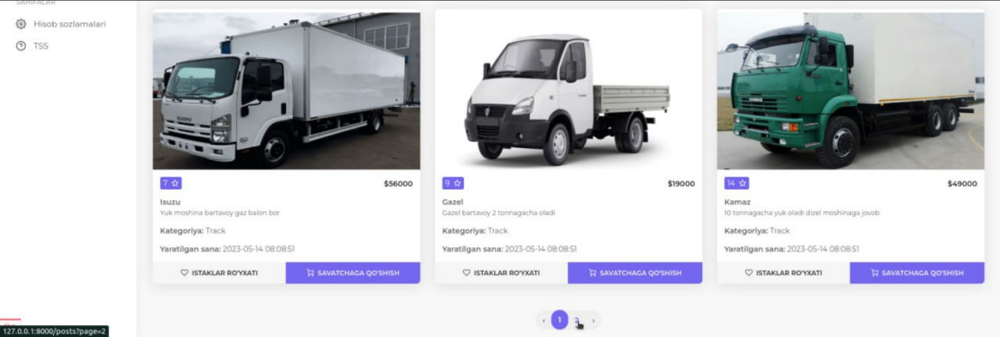 SAHIFALAR
Hisob sozlamalari
TSS
ISUZU
KAMAZ
7
$56000
9
$19000
14
$49000
Isuzu
Yuk moshina bartavoy gaz balon bor
Gazel
Gazel bartavoy 2 tonnagacha oladi
Kamaz
10 tonnagacha yuk oladi dizel moshinaga jovob
Kategoriya: Track
Kategoriya: Track
Kategoriya: Track
Yaratilgan sana: 2023-05-14 08:08:51
Yaratilgan sana: 2023-05-14 08:08:51
Yaratilgan sana: 2023-05-14 08:08:51
ISTAKLAR RO'YXATI
SAVATCHAGA QO'SHISH
ISTAKLAR RO'YXATI
SAVATCHAGA QO'SHISH
ISTAKLAR RO'YXATI
SAVATCHAGA QO'SHISH
‹ 1 2 ›
127.0.0.1:8000/posts?page=2